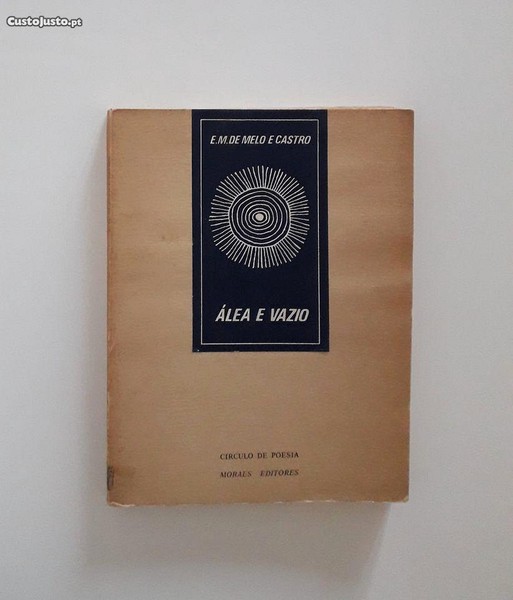 CustoJusto.pt
E.M. DE MELO E CASTRO
ÁLEA E VAZIO
CIRCULO DE POESIA
MORAES EDITORES